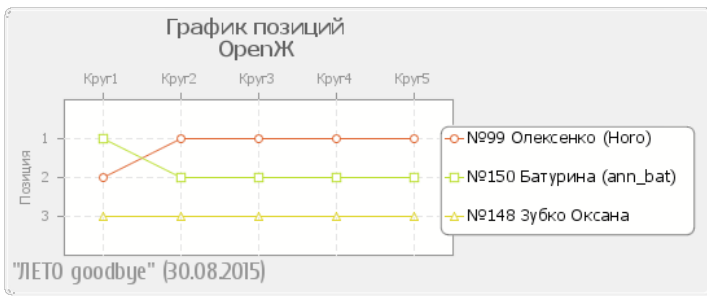 График позиций
OpenЖ
Круг1 Круг2 Круг3 Круг4 Круг5
1
2
3
Позиция
№99 Олексенко (Horo)
№150 Батурина (ann_bat)
№148 Зубко Оксана
"ЛЕТО goodbye" (30.08.2015)